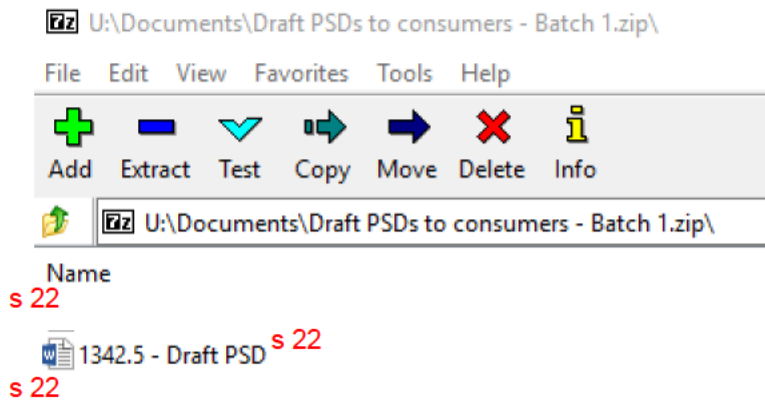 7z U:\Documents\Draft PSDs to consumers - Batch 1.zip\
File Edit View Favorites Tools Help
Add Extract Test Copy Move Delete Info
7z U:\Documents\Draft PSDs to consumers - Batch 1.zip\
Name
s 22
1342.5 - Draft PSD s 22
s 22